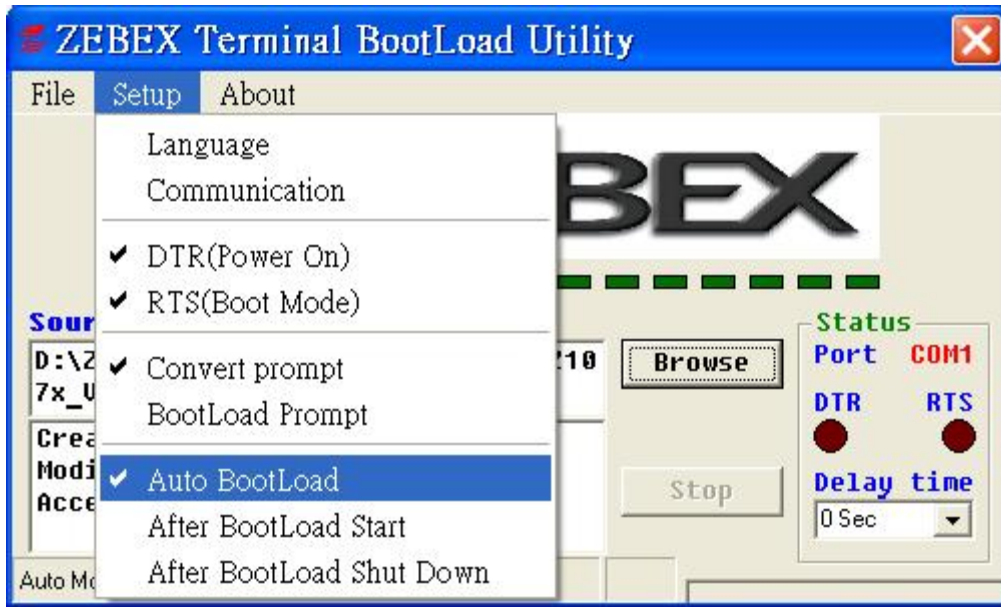 ZEBEX Terminal BootLoad Utility
File Setup About
Language
Communication
DTR(Power On)
RTS(Boot Mode)
Convert prompt
BootLoad Prompt
Auto BootLoad
After BootLoad Start
After BootLoad Shut Down
BEX
Sour
D:\Z :10
7x_U
Crea
Modi
Acce
Browse
Stop
Status
Port COM1
DTR RTS
Delay time
0 Sec
Auto Mo